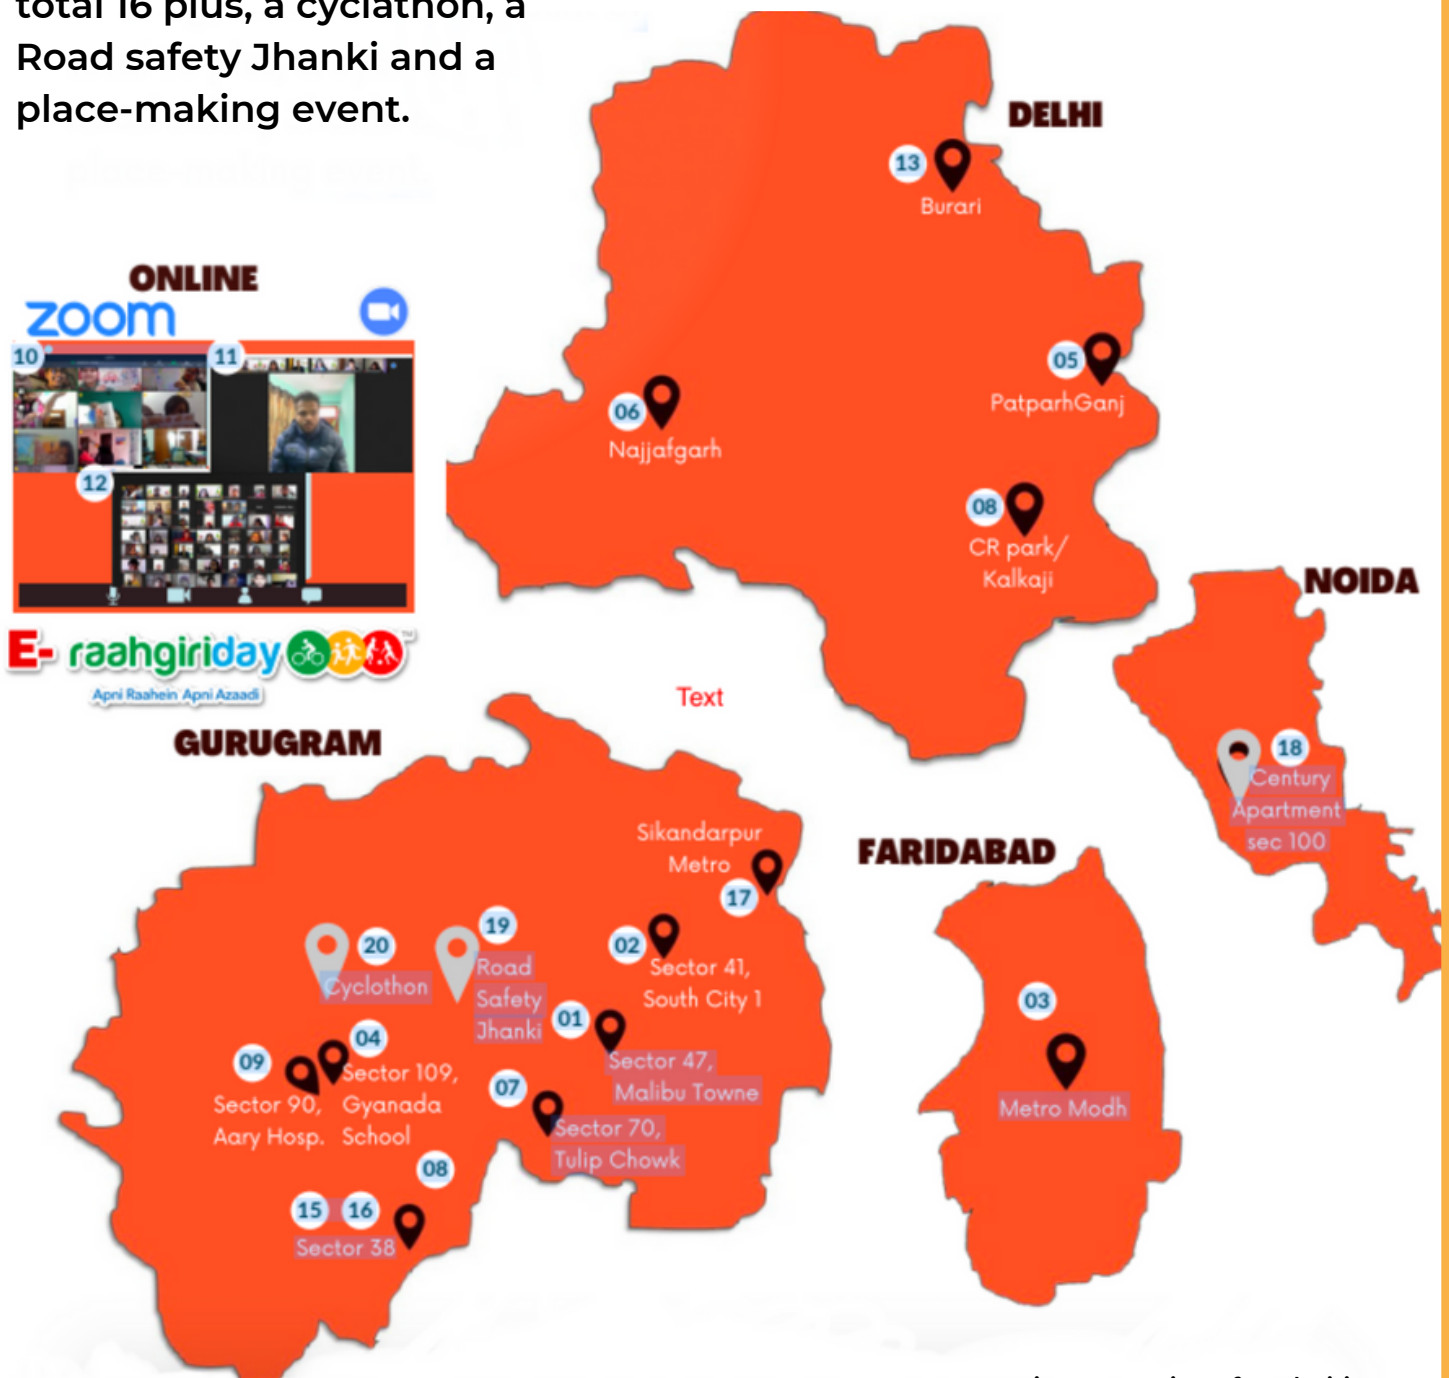 total 16 plus, a cyclathon, a
Road safety Jhanki and a
place-making event.
DELHI
13
Burari
05
PatparhGanj
06
Najjafgarh
08
CR park/
Kalkaji
ONLINE
zoom
10
11
12
E- raahgiriday
Apni Raahein Apni Azaadi
Text
NOIDA
18
Century
Apartment
sec 100
GURUGRAM
Sikandarpur
Metro
17
02
Sector 41,
South City 1
19
Road
Safety
Jhanki
20
Cyclothon
01
Sector 47,
Malibu Towne
04
Sector 109,
Gyanada
School
09
Sector 90,
Aary Hosp.
07
Sector 70,
Tulip Chowk
08
15 16
Sector 38
FARIDABAD
03
Metro Modh